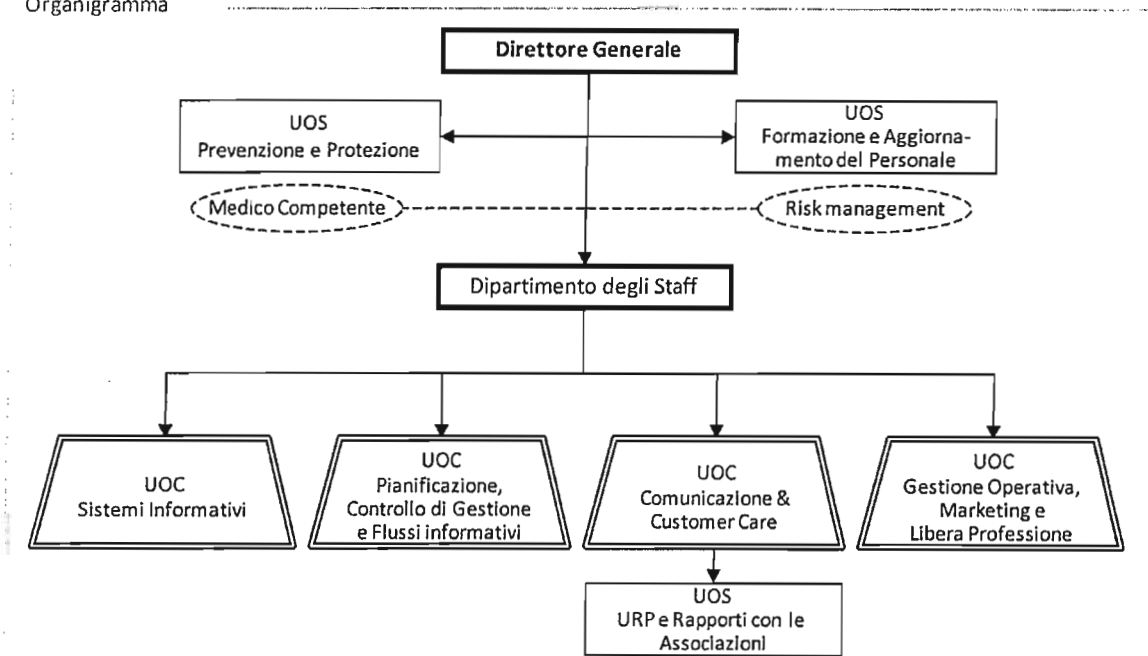 Organigramma
Direttore Generale
UOS
Prevenzione e Protezione
UOS
Formazione e Aggiorna-
mento del Personale
Medico Competente
Risk management
Dipartimento degli Staff
UOC
Sistemi Informativi
UOC
Pianificazione,
Controllo di Gestione
e Flussi informativi
UOC
Comunicazione &
Customer Care
UOC
Gestione Operativa,
Marketing e
Libera Professione
UOS
URP e Rapporti con le
Associazioni